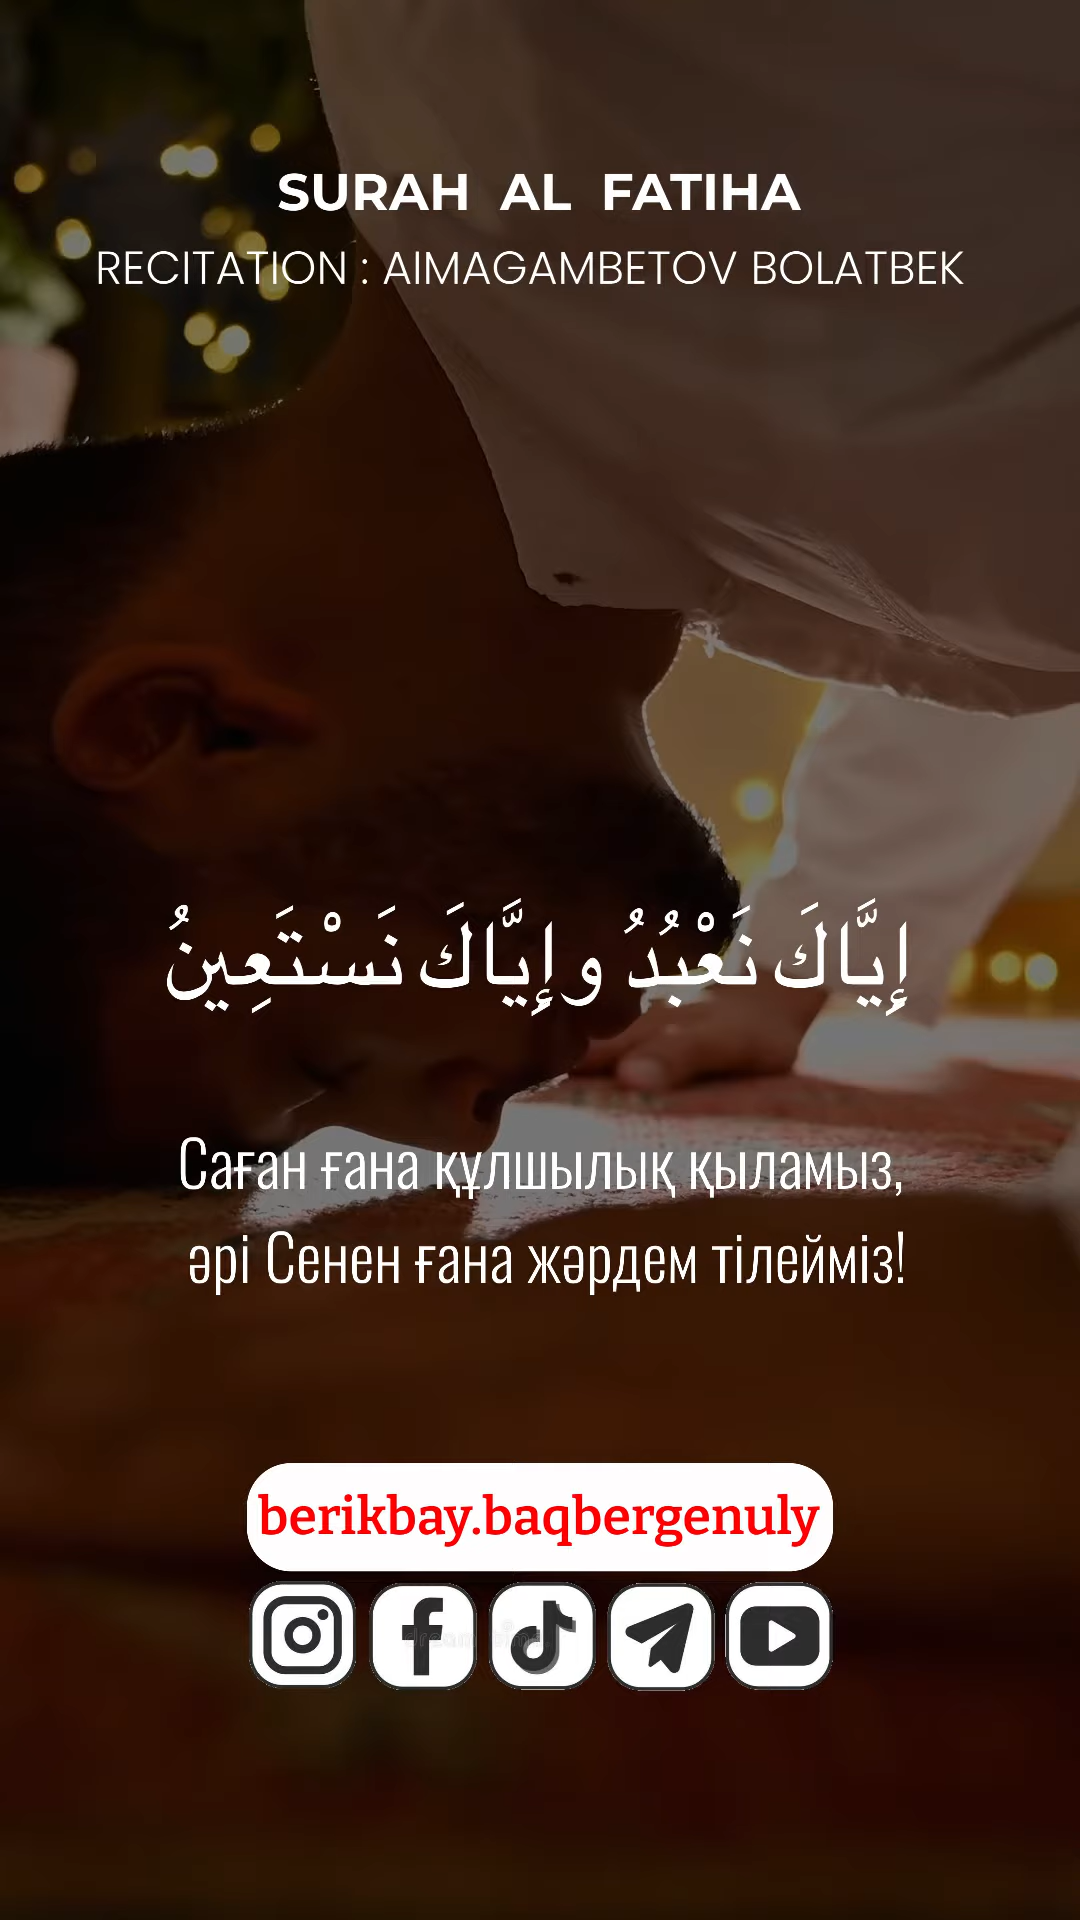 SURAH AL FATIHA
RECITATION : AIMAGAMBETOV BOLATBEK
إِيَّاكَ نَعْبُدُ وإِيَّاكَ نَسْتَعِينُ
Саған ғана құлшылық қыламыз,
әрі Сенен ғана жәрдем тілейміз!
berikbay.baqbergenuly